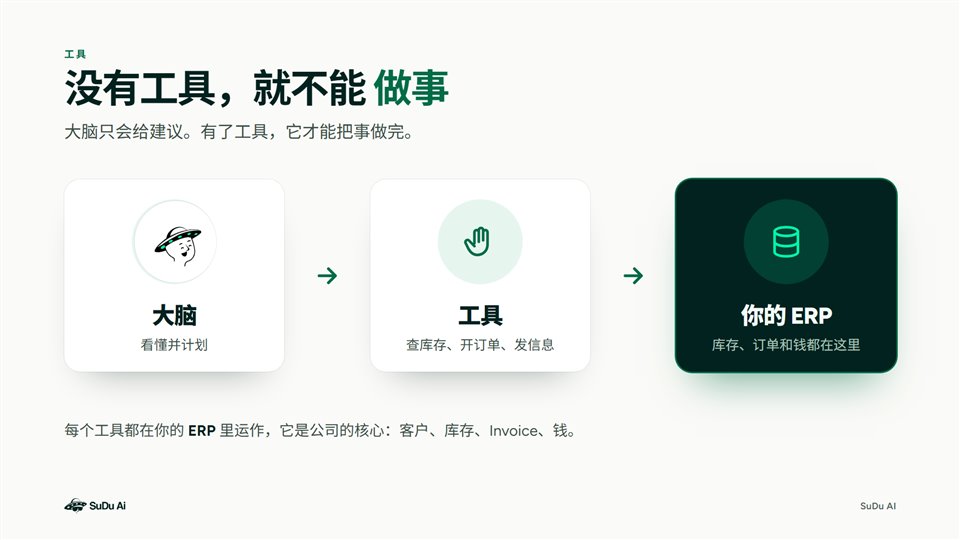 工具
没有工具，就不能 做事
大脑只会给建议。有了工具，它才能把事做完。
大脑
看懂并计划
工具
查库存、开订单、发信息
你的 ERP
库存、订单和钱都在这里
每个工具都在你的 ERP 里运作，它是公司的核心：客户、库存、Invoice、钱。
SuDu Ai
SuDu AI